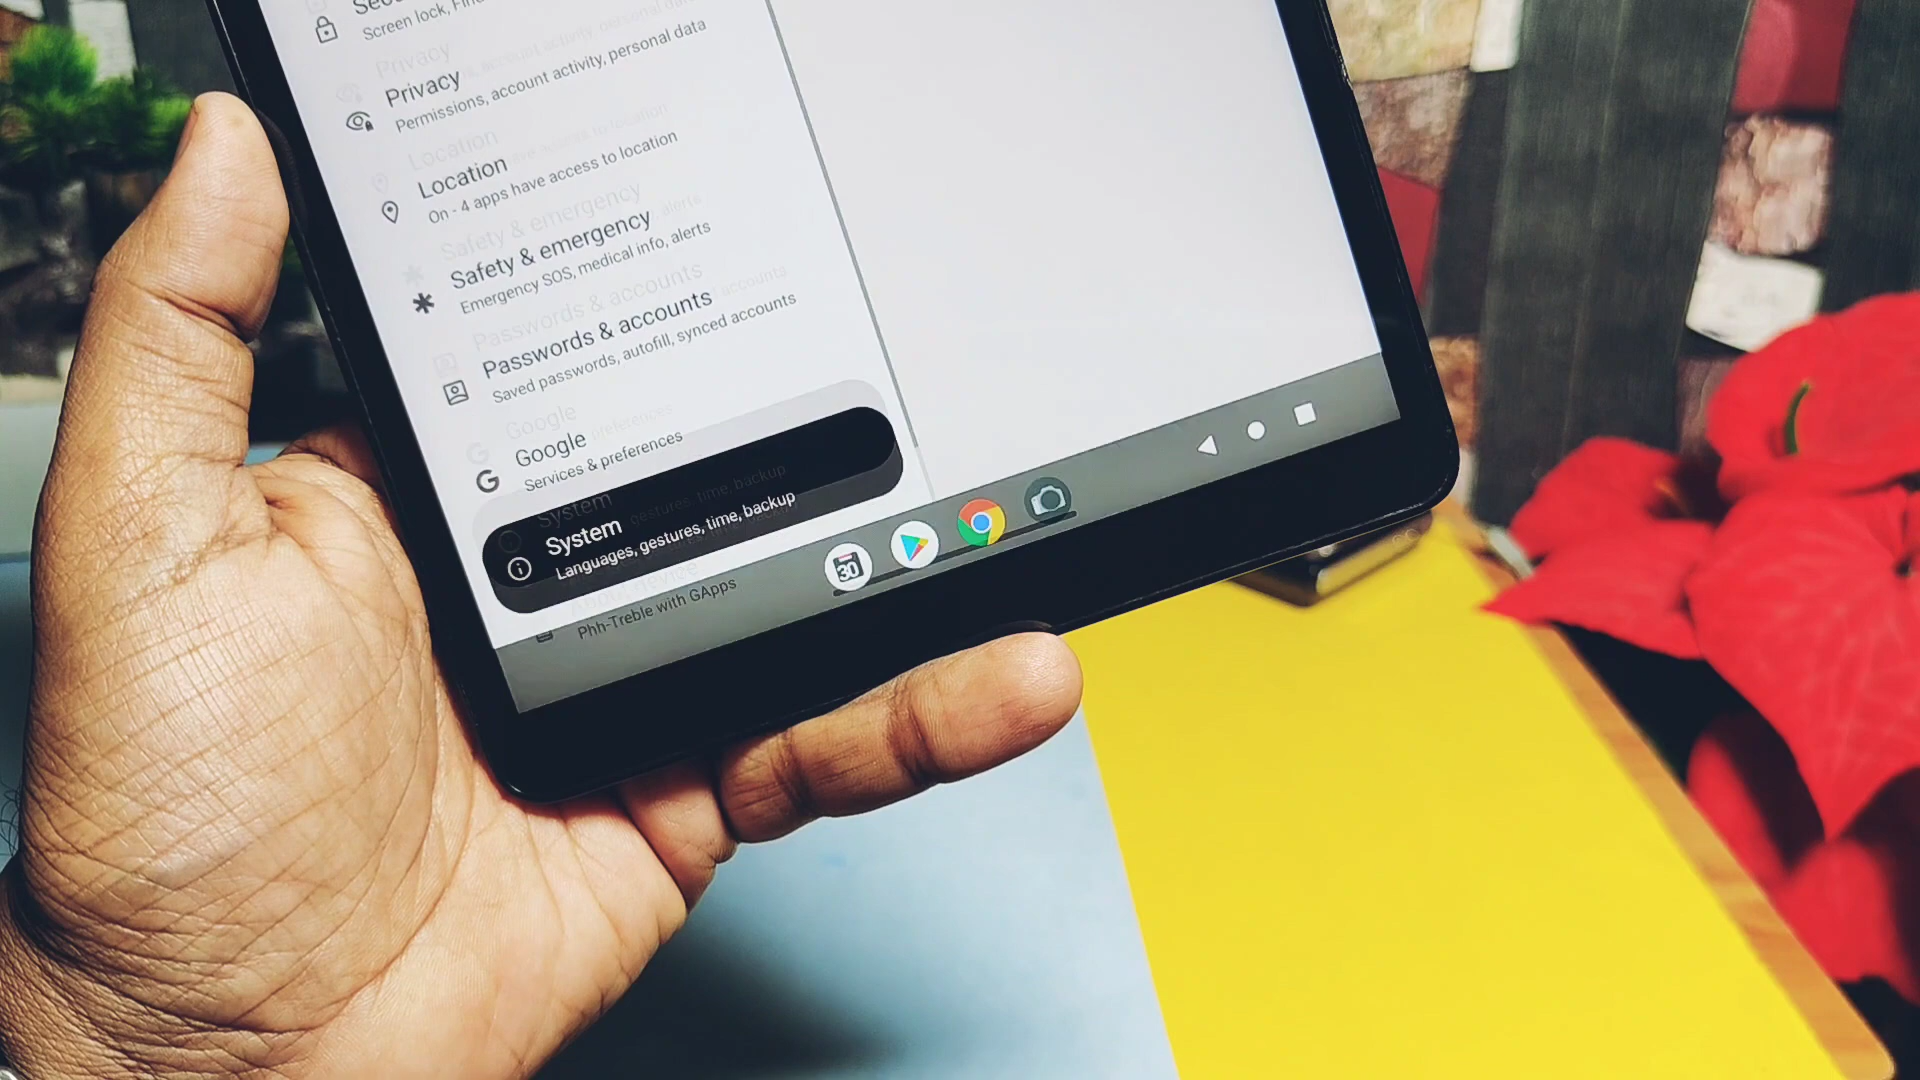 Screen lock,
Privacy
Permissions, account activity, personal data
Location
On - 4 apps have access to location
Safety & emergency
Emergency SOS, medical info, alerts
Passwords & accounts
Saved passwords, autofill, synced accounts
Google
Services & preferences
System
Languages, gestures, time, backup
Phh-Treble with GApps
30